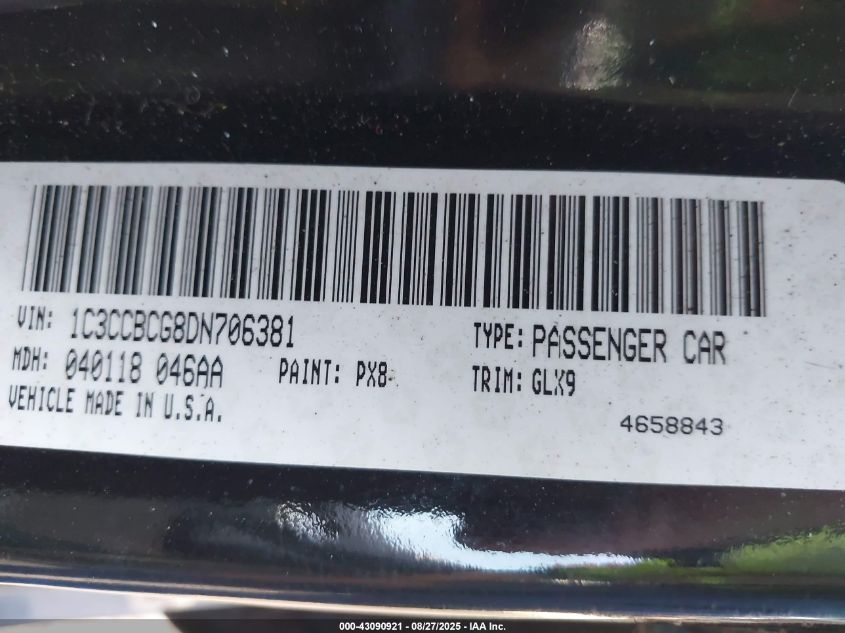 VIN: 1C3CCBCG8DN706381 TYPE: PASSENGER CAR
MDH: 040118 046AA PAINT: PX8 TRIM: GLX9
VEHICLE MADE IN U.S.A. 4658843
000-43090921 - 08/27/2025 - IAA Inc.